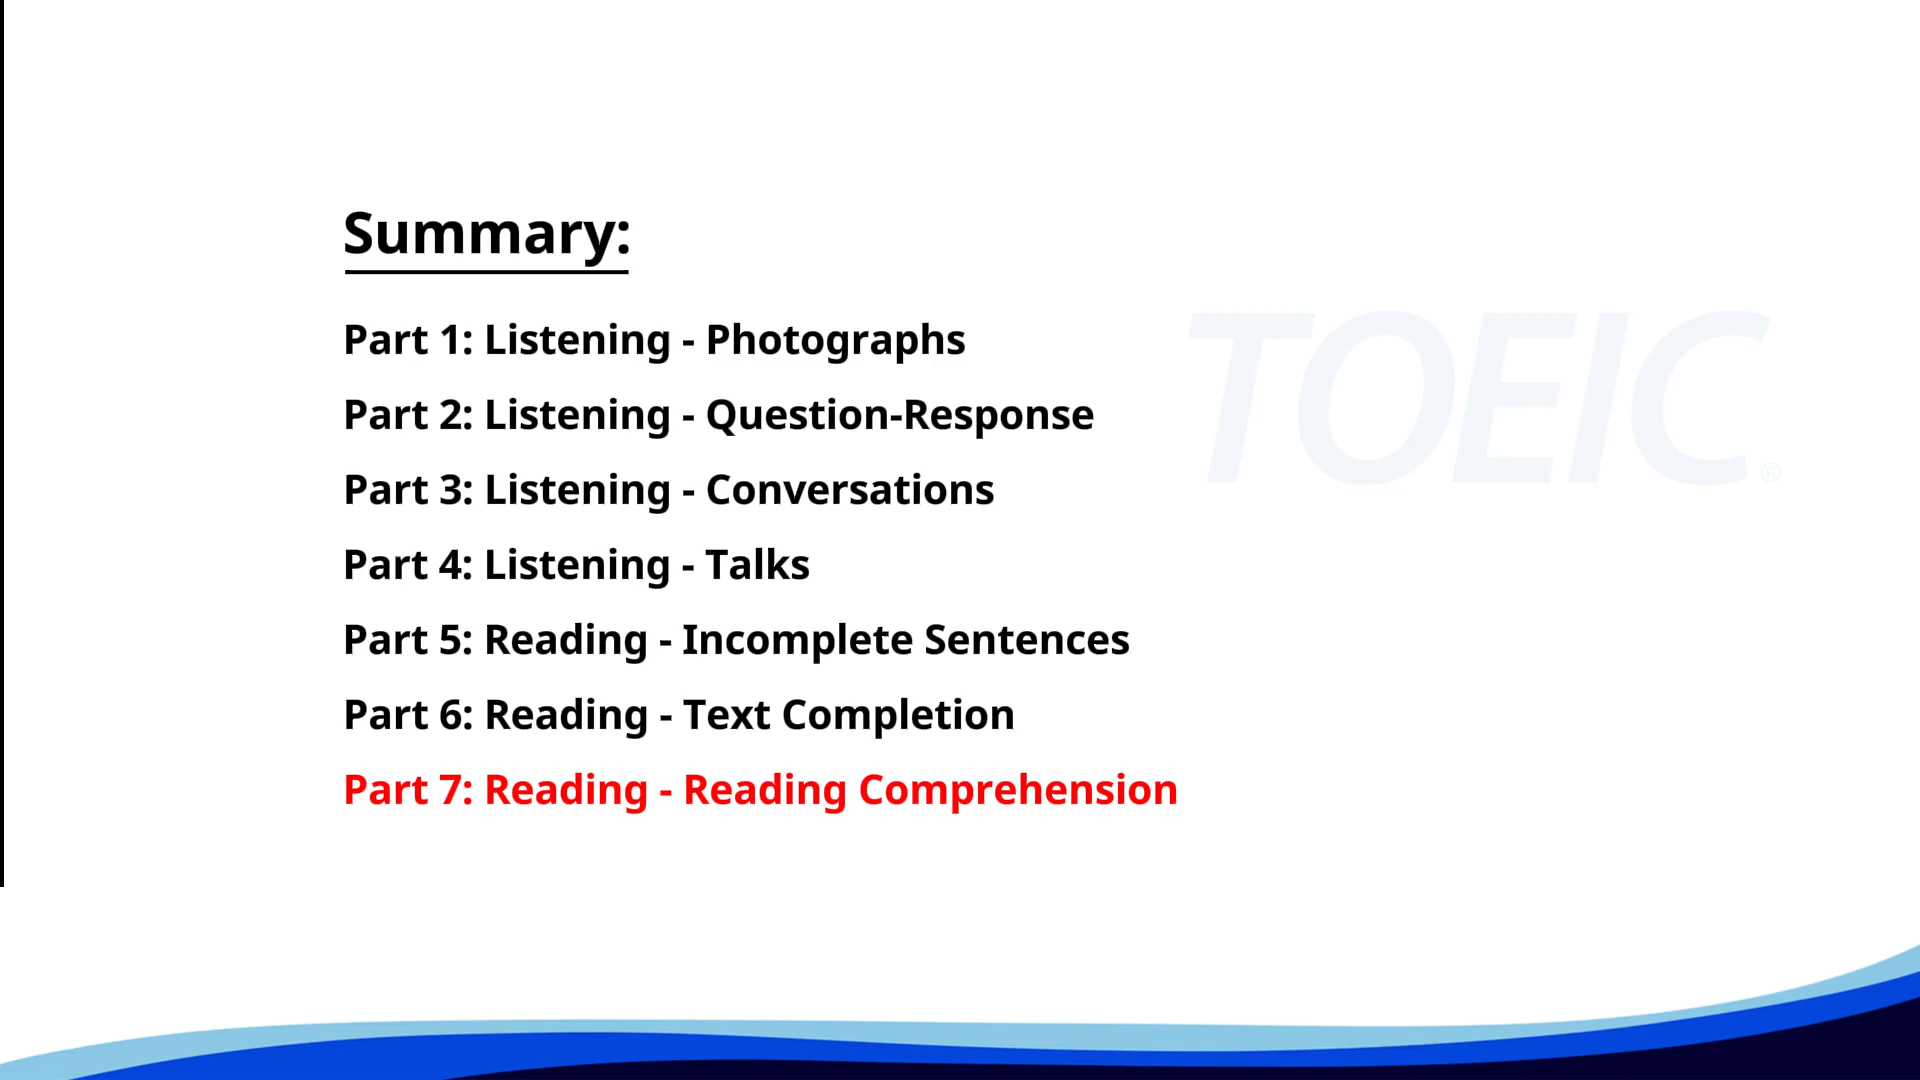 Summary:
Part 1: Listening - Photographs
Part 2: Listening - Question-Response
Part 3: Listening - Conversations
Part 4: Listening - Talks
Part 5: Reading - Incomplete Sentences
Part 6: Reading - Text Completion
Part 7: Reading - Reading Comprehension
TOEIC®